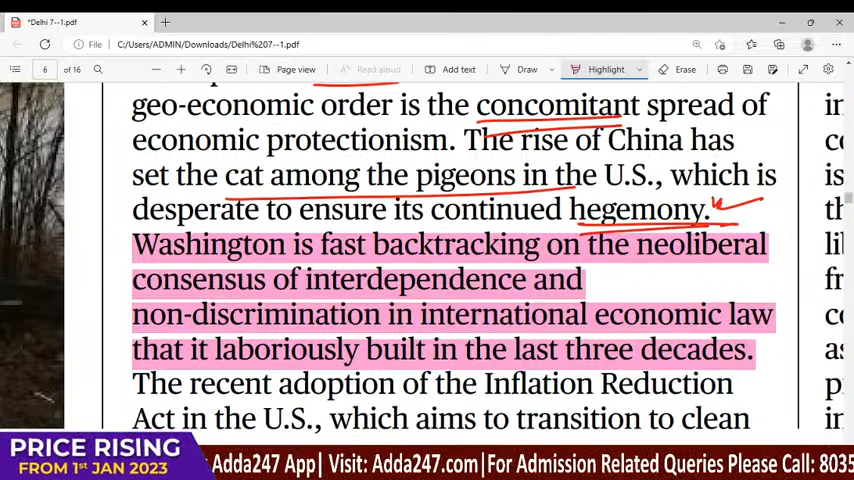 *Delhi 7--1.pdf
File
C:/Users/ADMIN/Downloads/Delhi%207--1.pdf
6 of 16
Page view
Read aloud
Add text
Draw
Highlight
Erase
geo-economic order is the concomitant spread of
economic protectionism. The rise of China has
set the cat among the pigeons in the U.S., which is
desperate to ensure its continued hegemony.
Washington is fast backtracking on the neoliberal
consensus of interdependence and
non-discrimination in international economic law
that it laboriously built in the last three decades.
The recent adoption of the Inflation Reduction
Act in the U.S., which aims to transition to clean
PRICE RISING
FROM 1ST JAN 2023
Adda247 App| Visit: Adda247.com|For Admission Related Queries Please Call: 8035